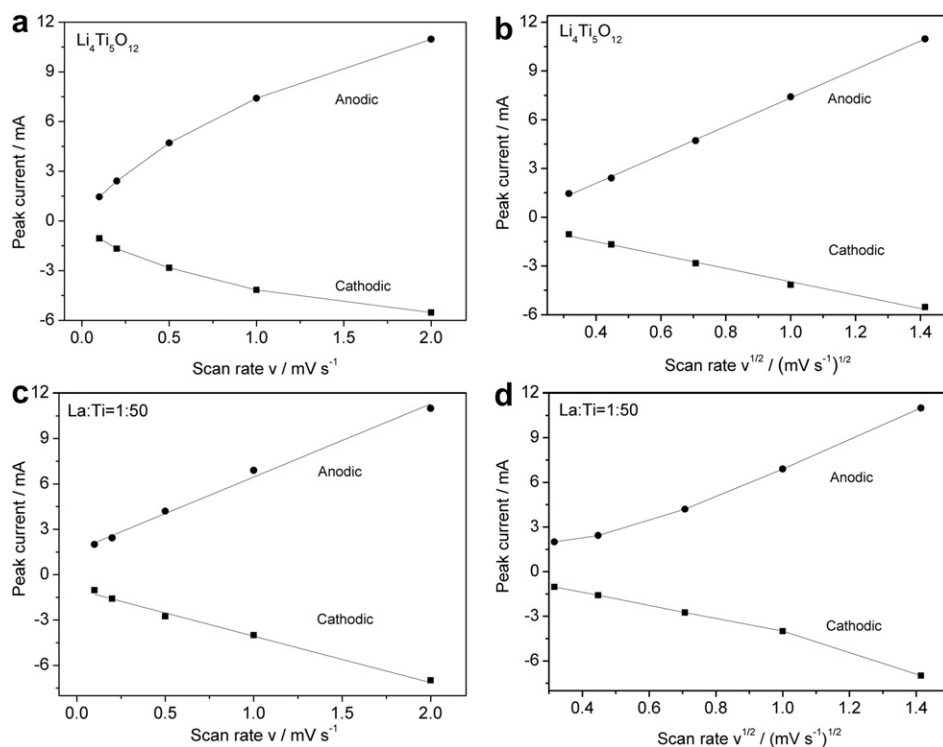 a
Li₄Ti₅O₁₂
12
9
6
3
0
-3
-6
Peak current / mA
Anodic
Cathodic
0.0 0.5 1.0 1.5 2.0
Scan rate v / mV s⁻¹
b
Li₄Ti₅O₁₂
12
9
6
3
0
-3
-6
Peak current / mA
Anodic
Cathodic
0.4 0.6 0.8 1.0 1.2 1.4
Scan rate v¹/² / (mV s⁻¹)¹/²
c
La:Ti=1:50
12
9
6
3
0
-3
-6
Peak current / mA
Anodic
Cathodic
0.0 0.5 1.0 1.5 2.0
Scan rate v / mV s⁻¹
d
La:Ti=1:50
12
9
6
3
0
-3
-6
Peak current / mA
Anodic
Cathodic
0.4 0.6 0.8 1.0 1.2 1.4
Scan rate v¹/² / (mV s⁻¹)¹/²